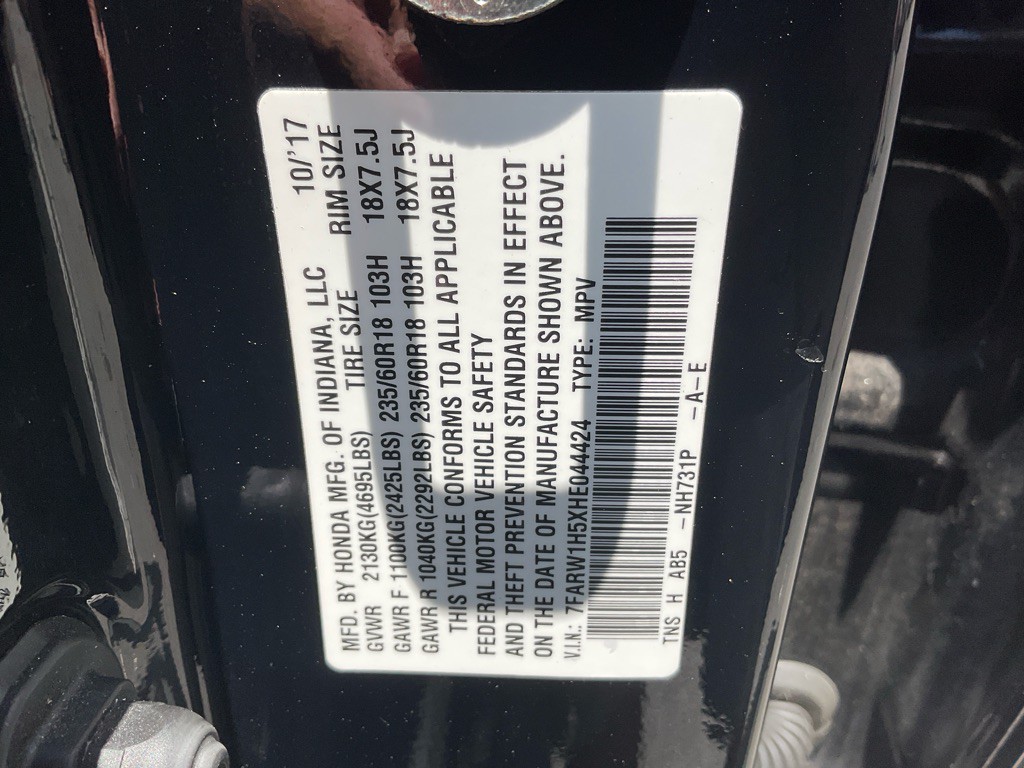 MFD. BY HONDA MFG. OF INDIANA, LLC 10/'17
GVWR 2130KG(4695LBS) TIRE SIZE RIM SIZE
GAWR F 1100KG(2425LBS) 235/60R18 103H 18X7.5J
GAWR R 1040KG(2292LBS) 235/60R18 103H 18X7.5J
THIS VEHICLE CONFORMS TO ALL APPLICABLE
FEDERAL MOTOR VEHICLE SAFETY
AND THEFT PREVENTION STANDARDS IN EFFECT
ON THE DATE OF MANUFACTURE SHOWN ABOVE.
V.I.N.: 7FARW1H5XHE044424 TYPE: MPV
TNS H AB5 -NH731P -A-E